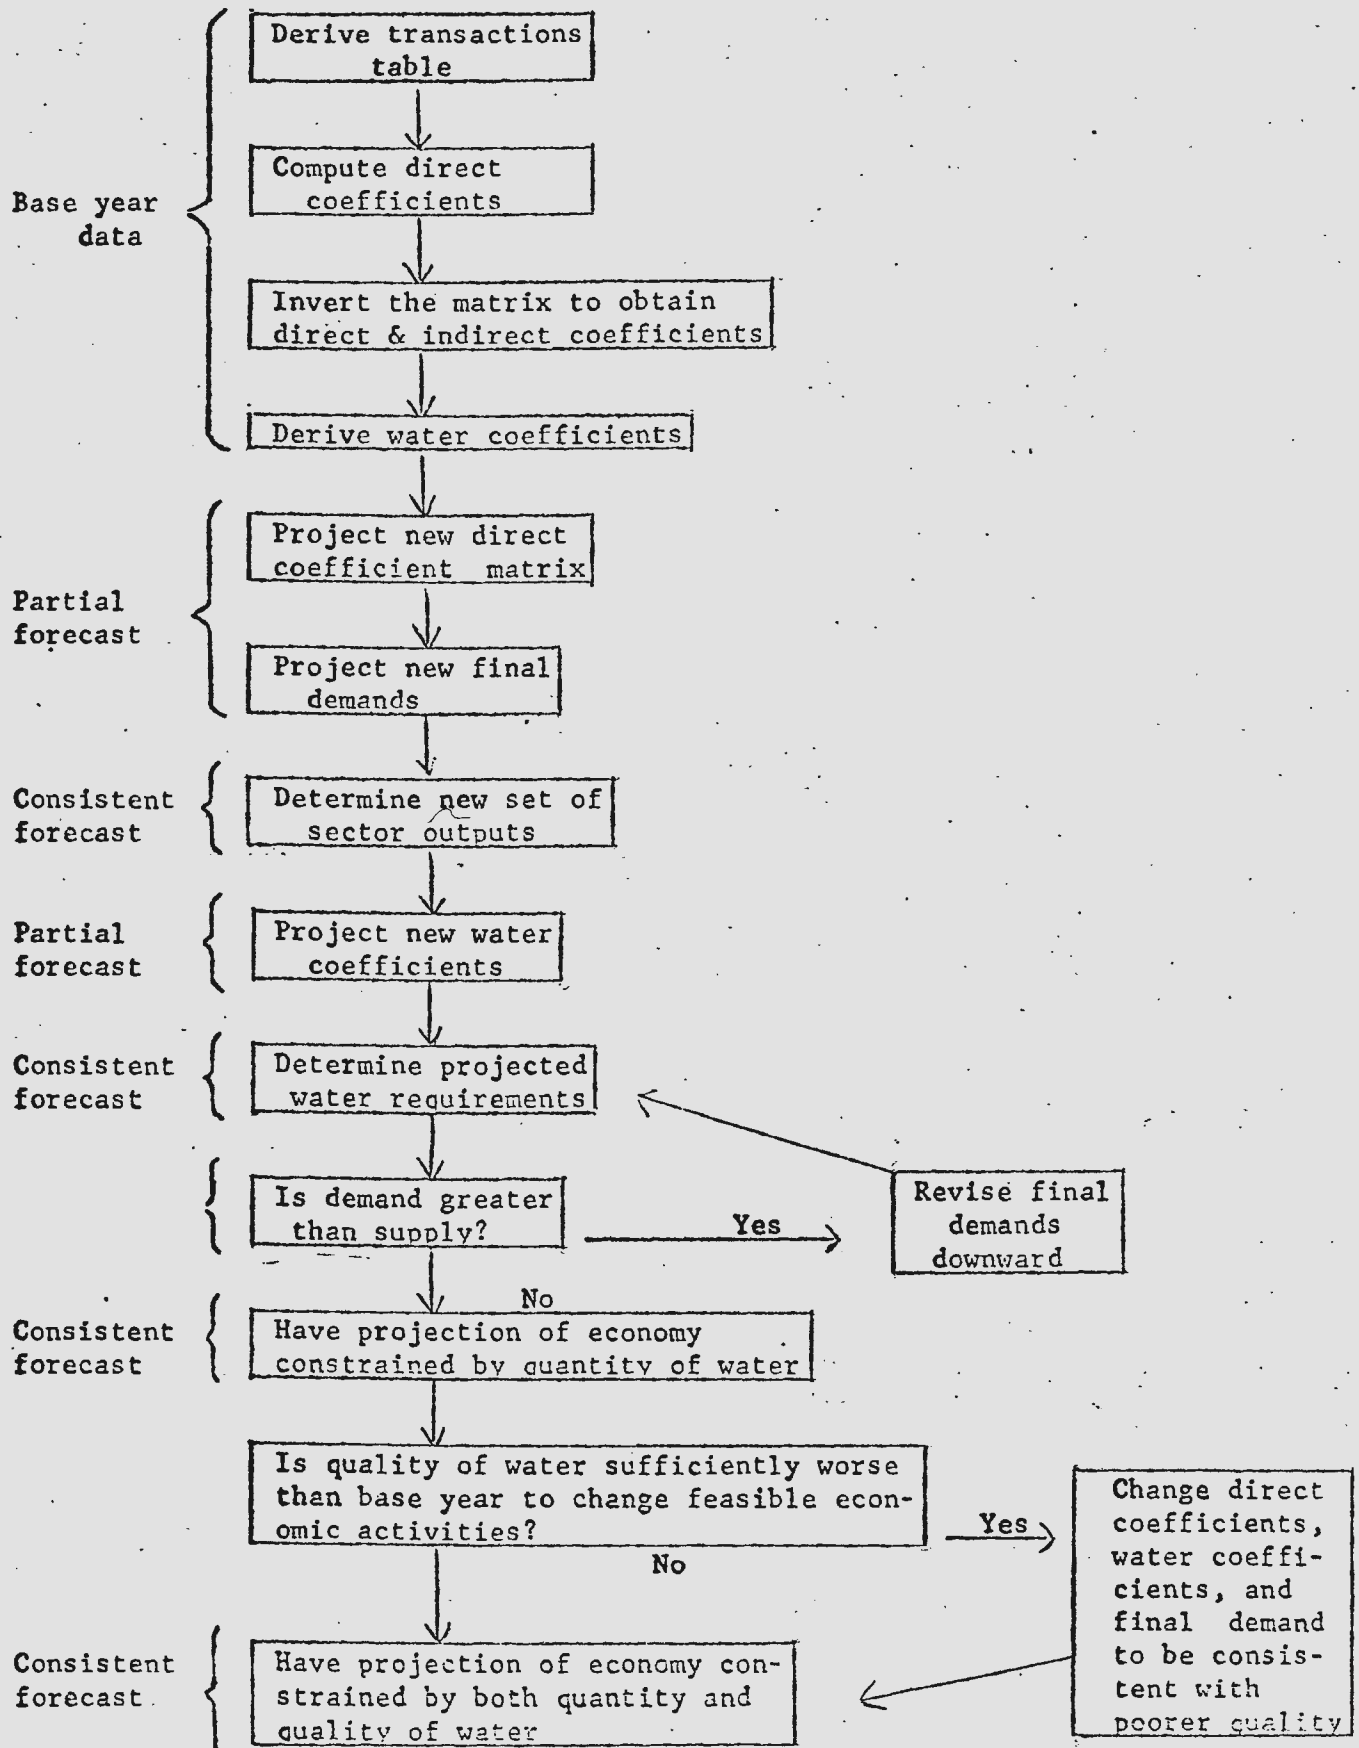 Derive transactions
table
Compute direct
coefficients
Base year
data
Invert the matrix to obtain
direct & indirect coefficients
Derive water coefficients
Project new direct
coefficient matrix
Partial
forecast
Project new final
demands
Consistent
forecast
Determine new set of
sector outputs
Partial
forecast
Project new water
coefficients
Consistent
forecast
Determine projected
water requirements
Is demand greater
than supply?
Yes
Revise final
demands
downward
No
Consistent
forecast
Have projection of economy
constrained by quantity of water
Is quality of water sufficiently worse
than base year to change feasible econ-
omic activities?
Yes
No
Change direct
coefficients,
water coeffi-
cients, and
final demand
to be consis-
tent with
poorer quality
Consistent
forecast
Have projection of economy con-
strained by both quantity and
quality of water